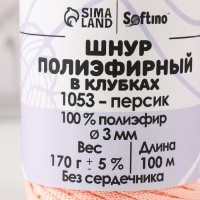 SIMA LAND Softino
ШНУР
ПОЛИЭФИРНЫЙ
В КЛУБКАХ
1053 – персик
100 % полиэфир
ø 3 мм
Вес Длина
170 г ± 5 % 100 м
Без сердечника